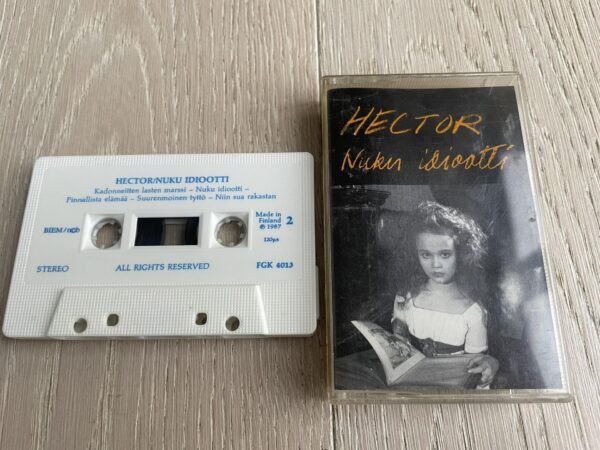 HECTOR/NUKU IDIOOTTI
Kadonneitten lasten marssi – Nuku idiootti –
Pinnallista elämää – Suurenmoinen tyttö – Niin sua rakastan
BIEM/ncb
Made in
Finland
℗ 1987
2
120µs
STEREO
ALL RIGHTS RESERVED
FGK 4013
HECTOR
Nuku idiootti